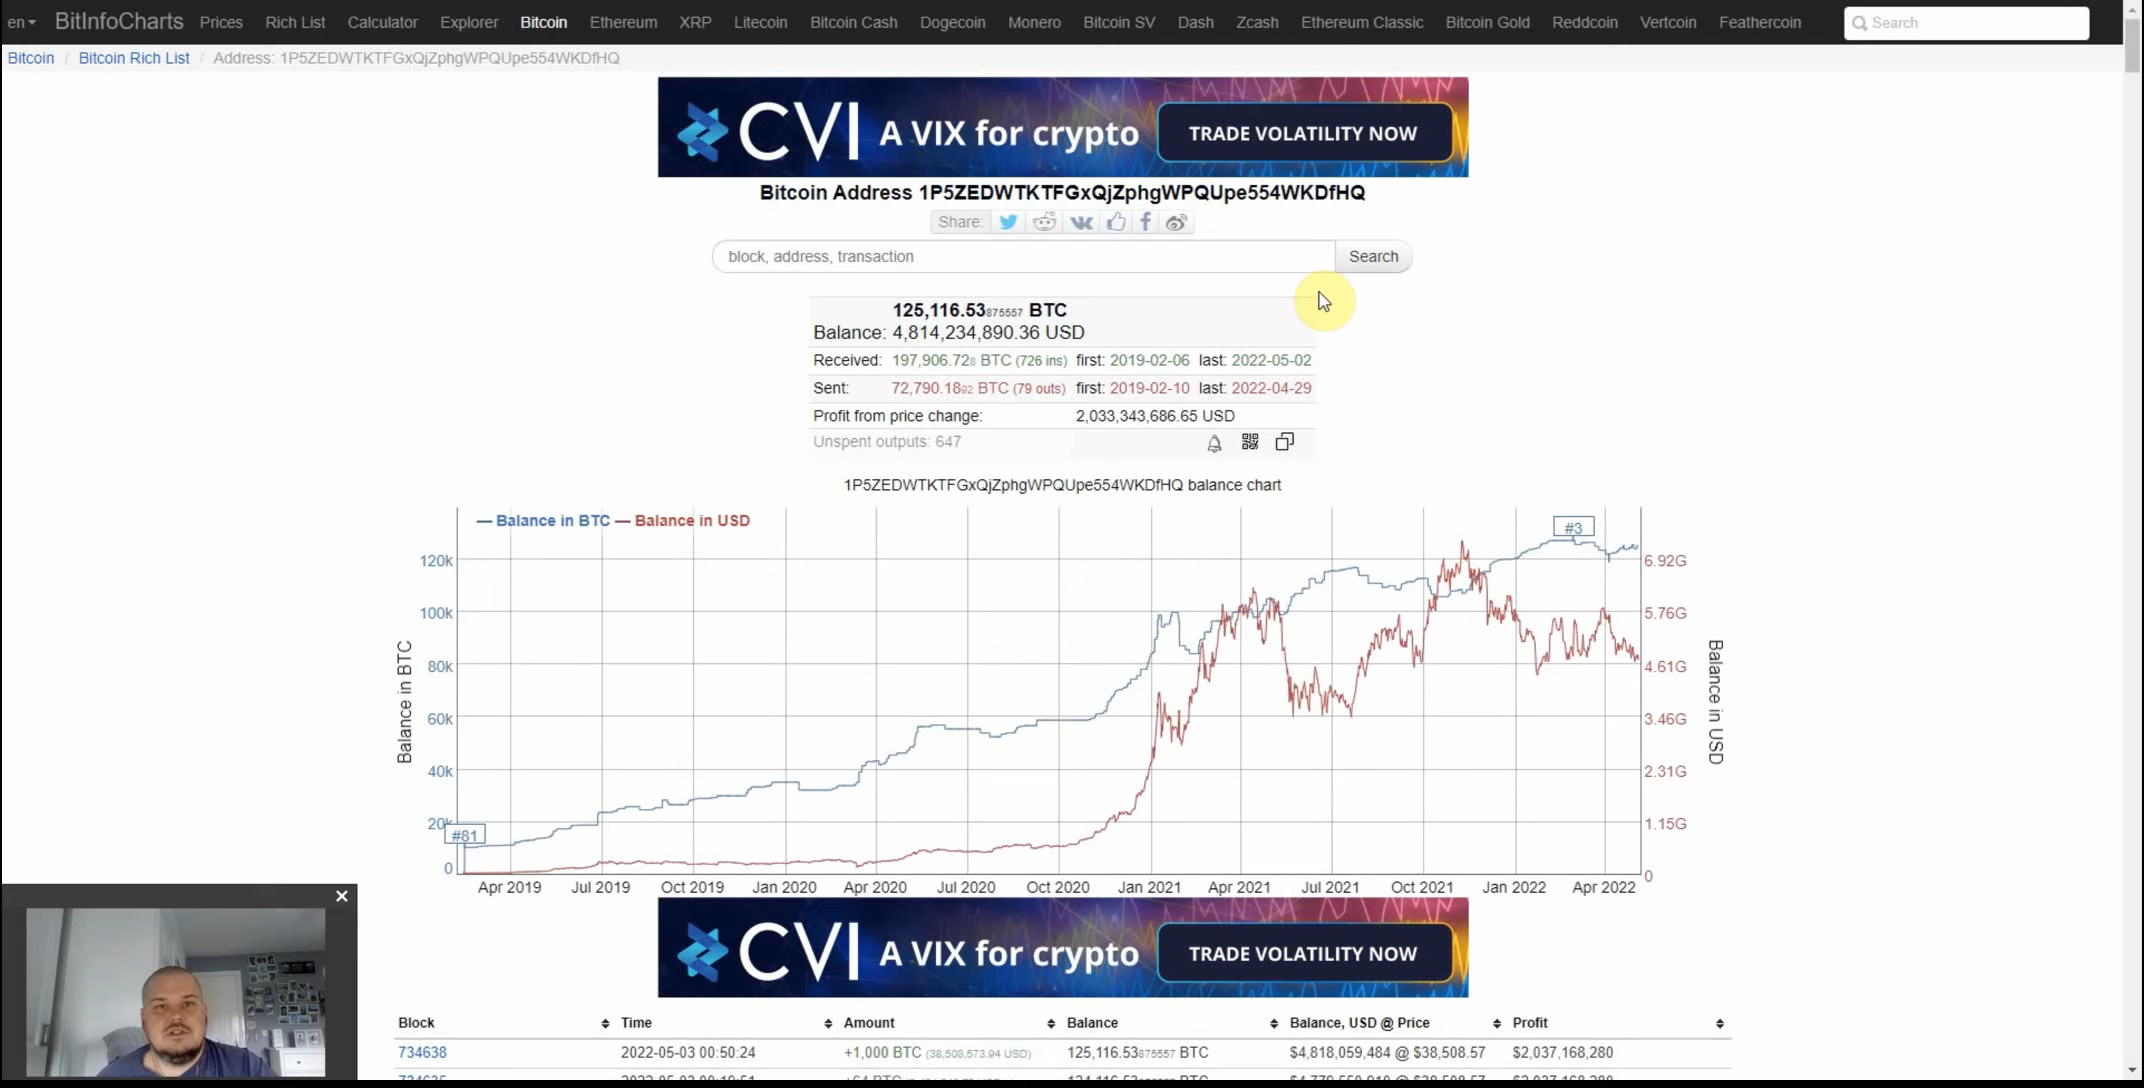 en BitInfoCharts Prices Rich List Calculator Explorer Bitcoin Ethereum XRP Litecoin Bitcoin Cash Dogecoin Monero Bitcoin SV Dash Zcash Ethereum Classic Bitcoin Gold Reddcoin Vertcoin Feathercoin Search
Bitcoin / Bitcoin Rich List / Address: 1P5ZEDWTKTFGxQjZphgWPQUpe554WKDfHQ
CVI A VIX for crypto TRADE VOLATILITY NOW
Bitcoin Address 1P5ZEDWTKTFGxQjZphgWPQUpe554WKDfHQ
Share:
block, address, transaction Search
125,116.53875557 BTC
Balance: 4,814,234,890.36 USD
Received: 197,906.728 BTC (726 ins) first: 2019-02-06 last: 2022-05-02
Sent: 72,790.1892 BTC (79 outs) first: 2019-02-10 last: 2022-04-29
Profit from price change: 2,033,343,686.65 USD
Unspent outputs: 647
1P5ZEDWTKTFGxQjZphgWPQUpe554WKDfHQ balance chart
Balance in BTC Balance in USD
#3
120k 6.92G
100k 5.76G
80k 4.61G
60k 3.46G
40k 2.31G
20k 1.15G
#81
0 0
Balance in BTC
Balance in USD
Apr 2019 Jul 2019 Oct 2019 Jan 2020 Apr 2020 Jul 2020 Oct 2020 Jan 2021 Apr 2021 Jul 2021 Oct 2021 Jan 2022 Apr 2022
CVI A VIX for crypto TRADE VOLATILITY NOW
Block Time Amount Balance Balance, USD @ Price Profit
734638 2022-05-03 00:50:24 +1,000 BTC (38,508,573.94 USD) 125,116.53875557 BTC $4,818,059,484 @ $38,508.57 $2,037,168,280